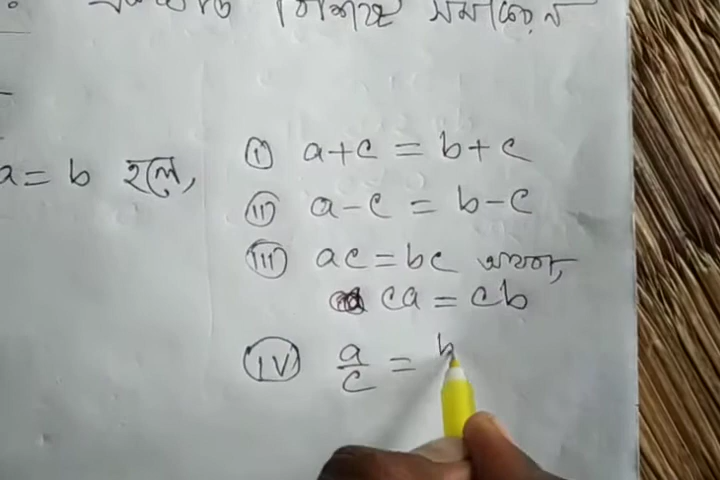 a = b হলে,
(i) a+c = b+c
(ii) a-c = b-c
(iii) ac = bc অথবা,
ca = cb
(iv) a/c = b